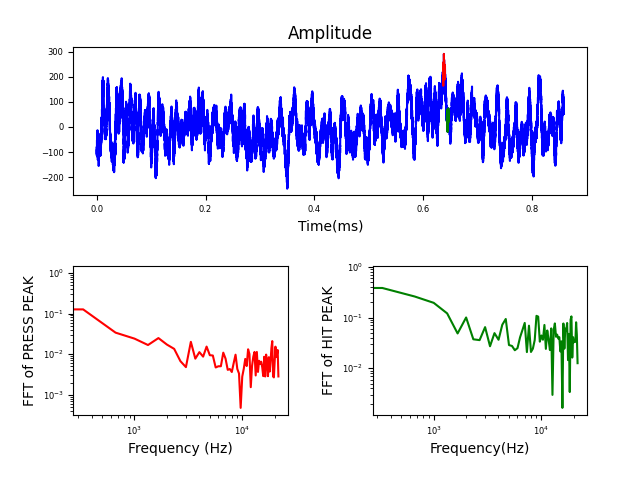 Amplitude
300
200
100
0
−100
−200
0.0 0.2 0.4 0.6 0.8
Time(ms)
FFT of PRESS PEAK
10⁰
10⁻¹
10⁻²
10⁻³
10³ 10⁴
Frequency (Hz)
FFT of HIT PEAK
10⁰
10⁻¹
10⁻²
10³ 10⁴
Frequency(Hz)